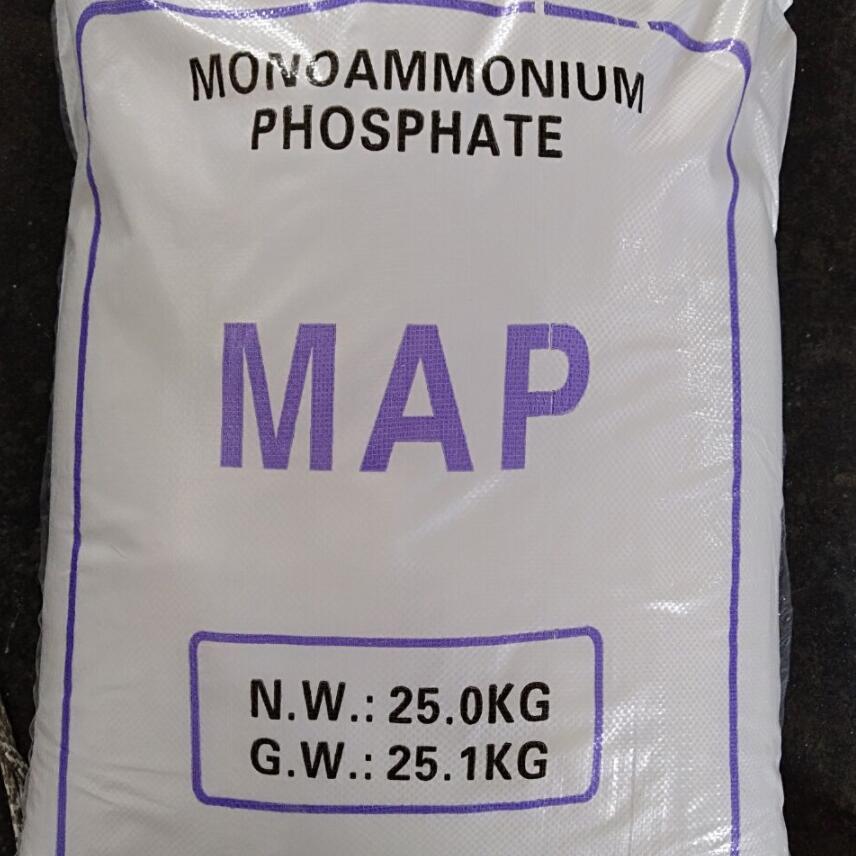 MONOAMMONIUM
PHOSPHATE
MAP
N.W.: 25.0KG
G.W.: 25.1KG